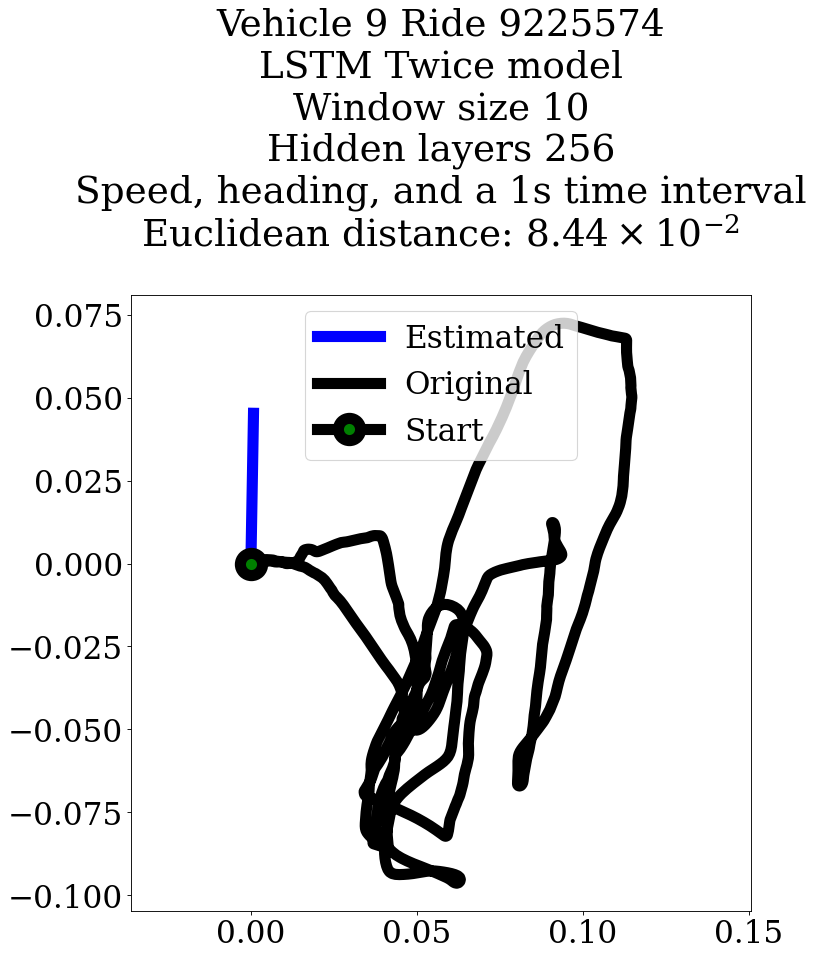 Vehicle 9 Ride 9225574
LSTM Twice model
Window size 10
Hidden layers 256
Speed, heading, and a 1s time interval
Euclidean distance: 8.44 × 10⁻²
Estimated
Original
Start
0.075
0.050
0.025
0.000
−0.025
−0.050
−0.075
−0.100
0.00 0.05 0.10 0.15